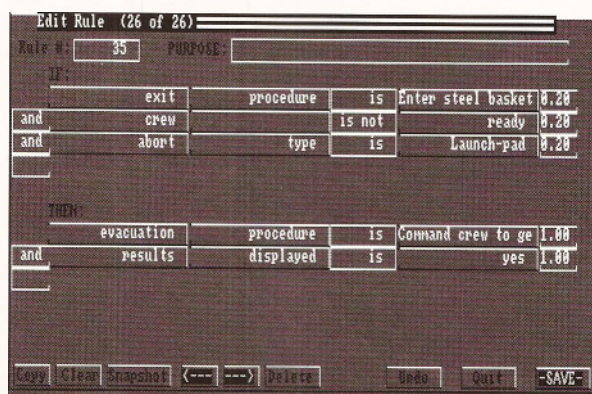 Edit Rule (26 of 26)
Rule #: 35 PURPOSE:
IF:
exit procedure is Enter steel basket 0.20
and crew is not ready 0.20
and abort type is Launch-pad 0.20
THEN:
evacuation procedure is Command crew to ge 1.00
and results displayed is yes 1.00
Copy Clear Snapshot <--- ---> Delete Undo Quit -SAVE-